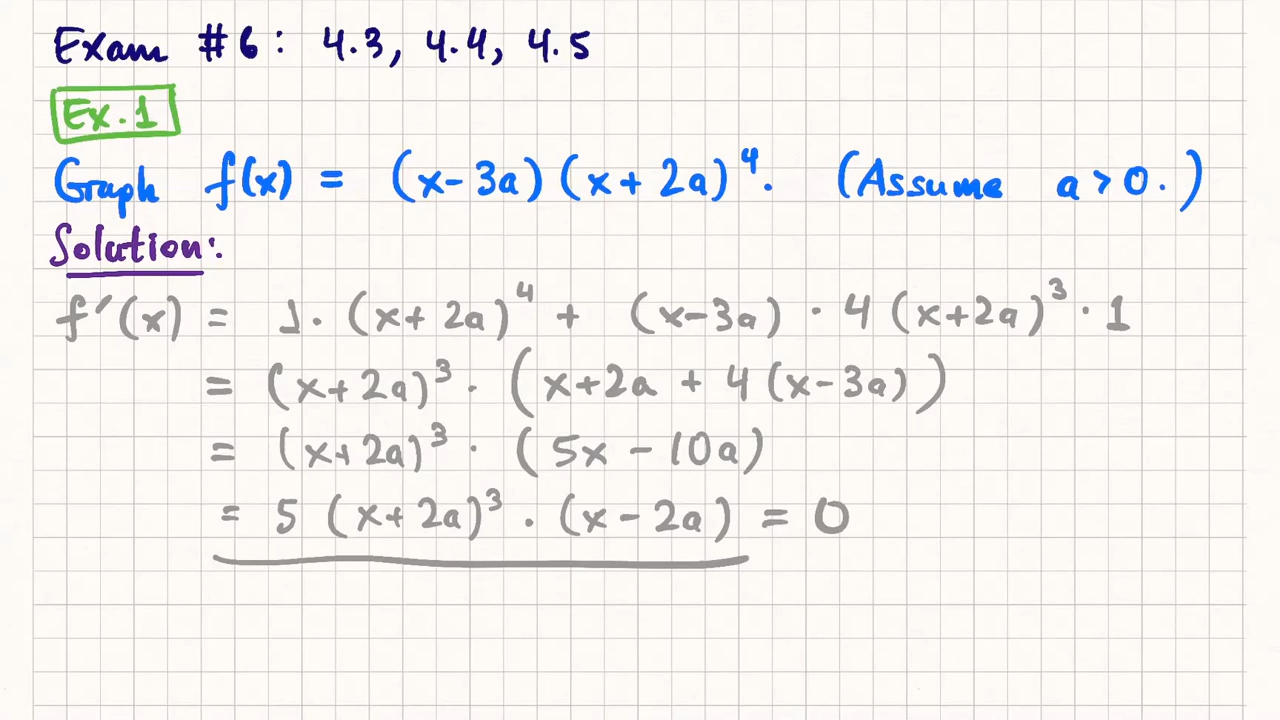 Exam #6: 4.3, 4.4, 4.5
Ex. 1
Graph f(x) = (x-3a)(x+2a)⁴. (Assume a>0.)
Solution:
f'(x) = 1·(x+2a)⁴ + (x-3a)·4(x+2a)³·1
= (x+2a)³·(x+2a + 4(x-3a))
= (x+2a)³·(5x-10a)
= 5(x+2a)³·(x-2a) = 0